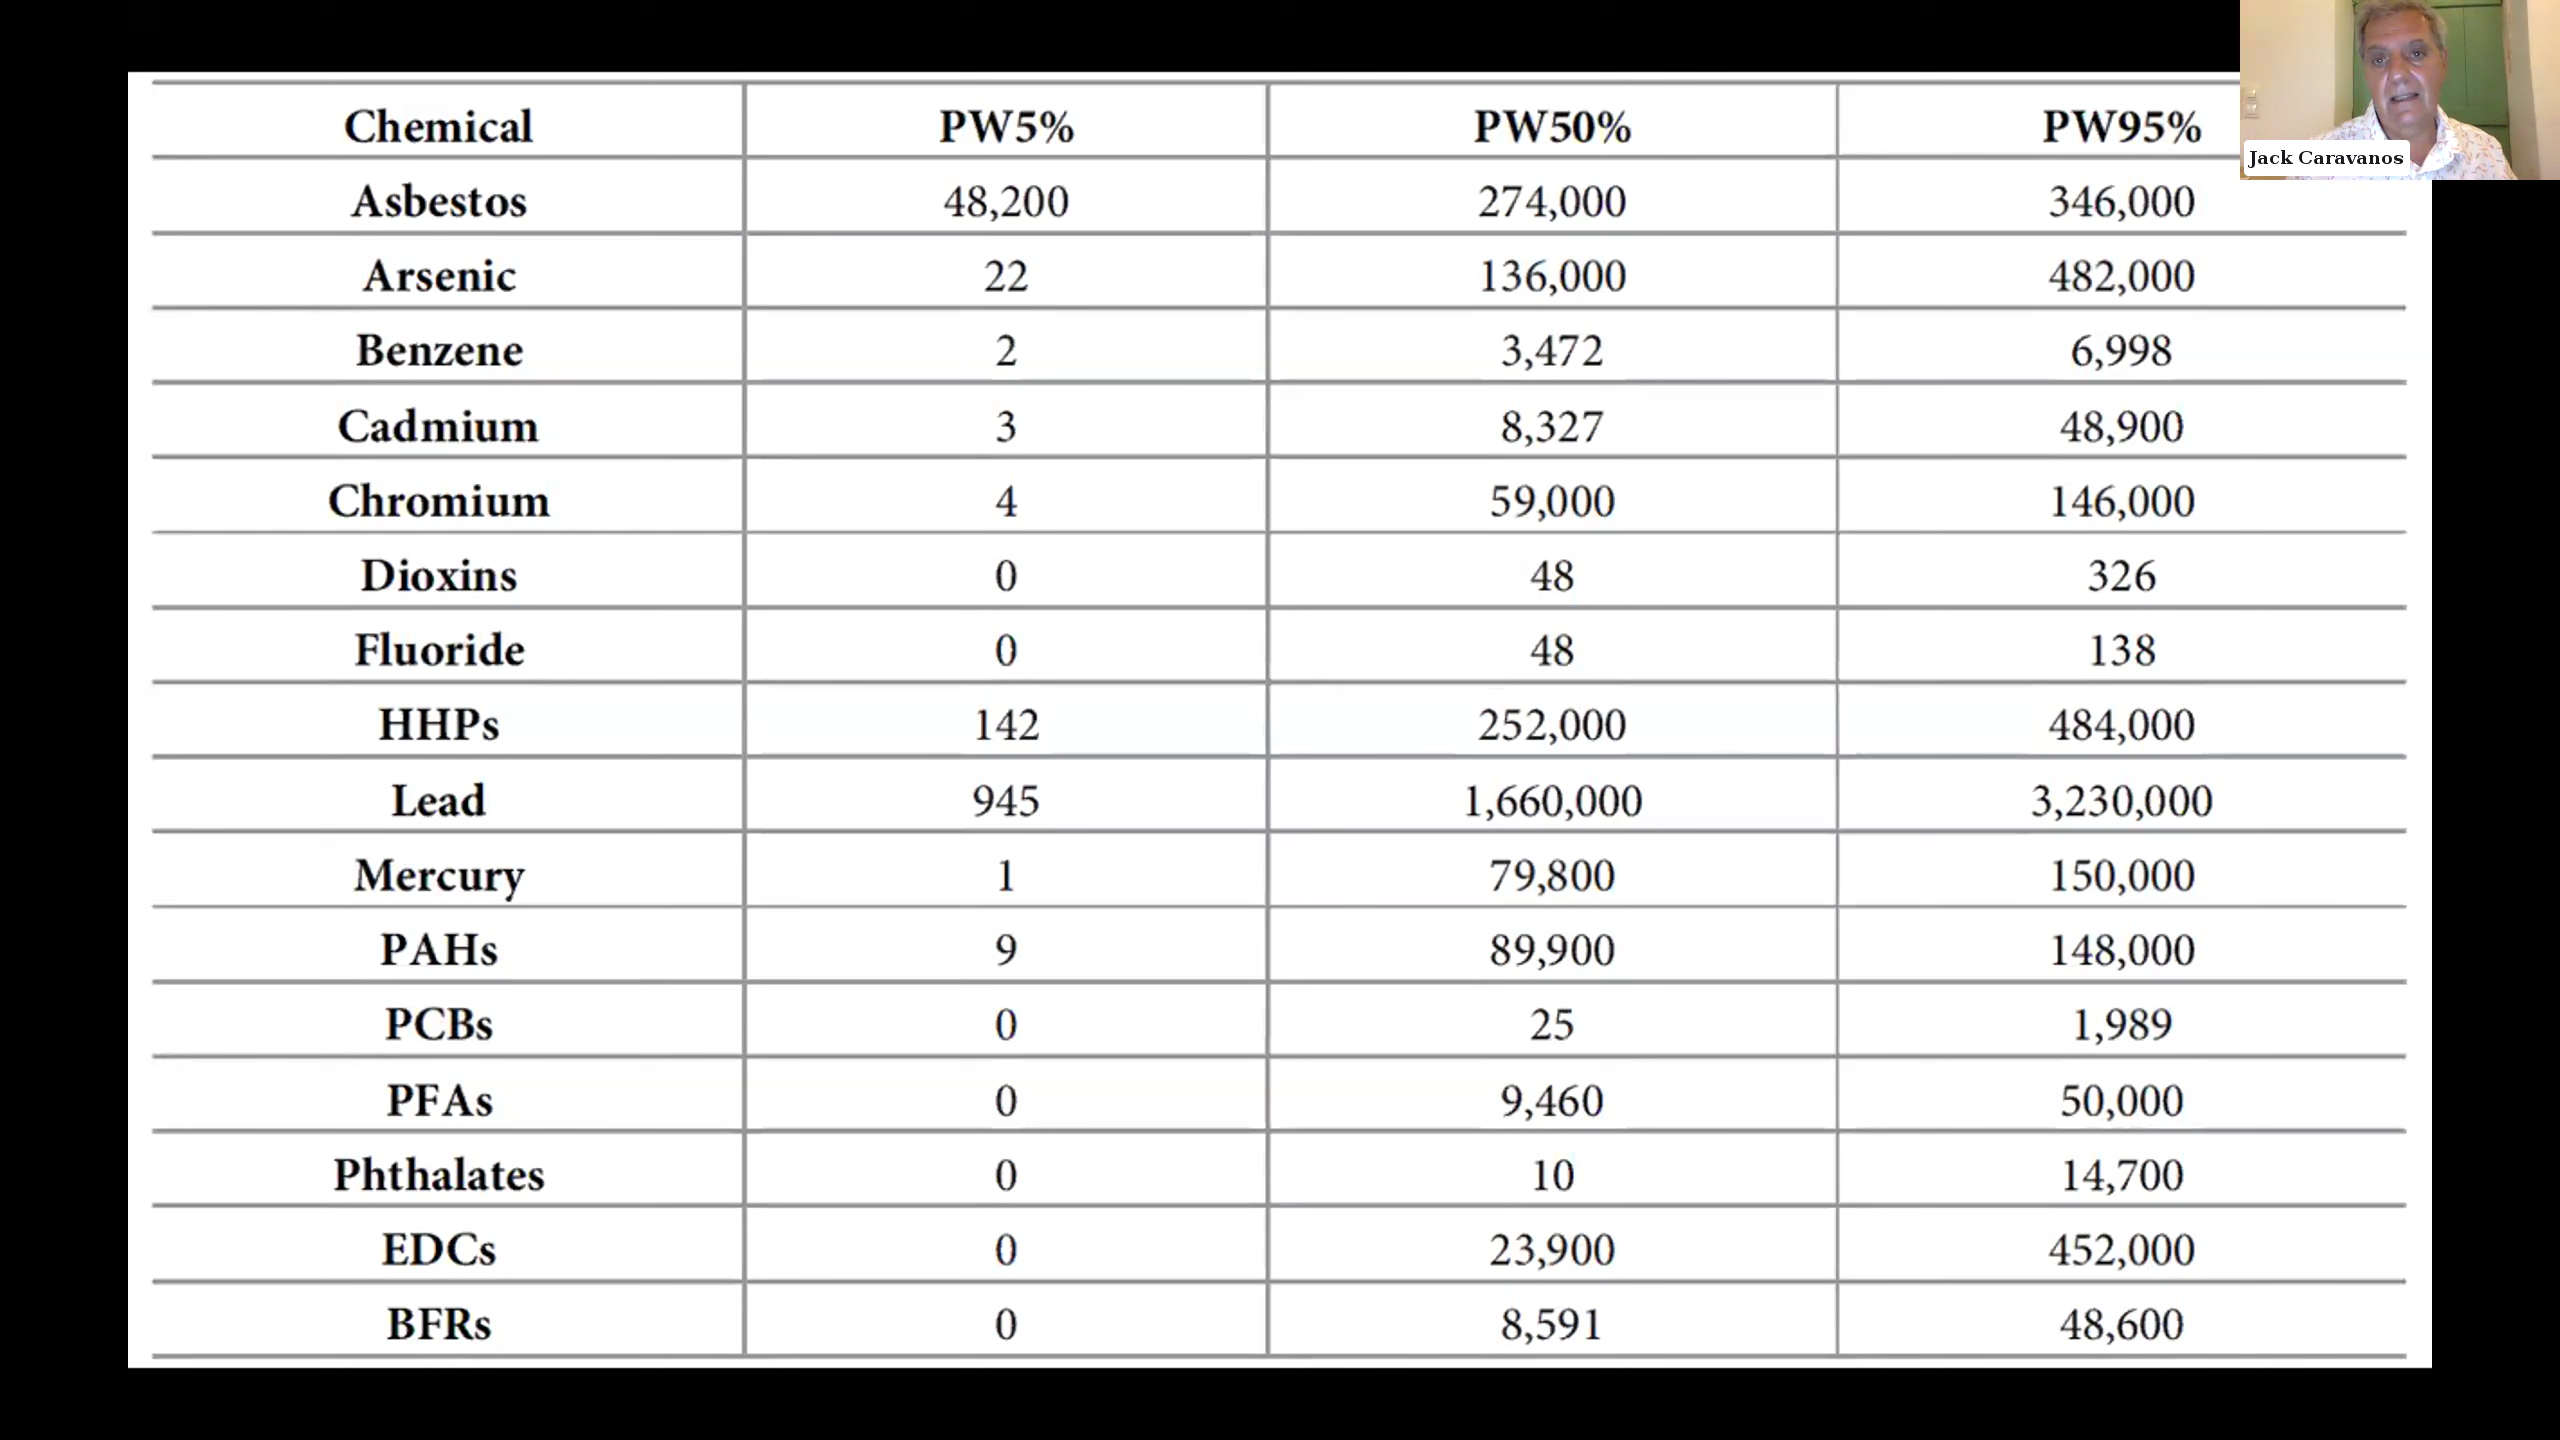 Chemical PW5% PW50% PW95%
Asbestos 48,200 274,000 346,000
Arsenic 22 136,000 482,000
Benzene 2 3,472 6,998
Cadmium 3 8,327 48,900
Chromium 4 59,000 146,000
Dioxins 0 48 326
Fluoride 0 48 138
HHPs 142 252,000 484,000
Lead 945 1,660,000 3,230,000
Mercury 1 79,800 150,000
PAHs 9 89,900 148,000
PCBs 0 25 1,989
PFAs 0 9,460 50,000
Phthalates 0 10 14,700
EDCs 0 23,900 452,000
BFRs 0 8,591 48,600
Jack Caravanos